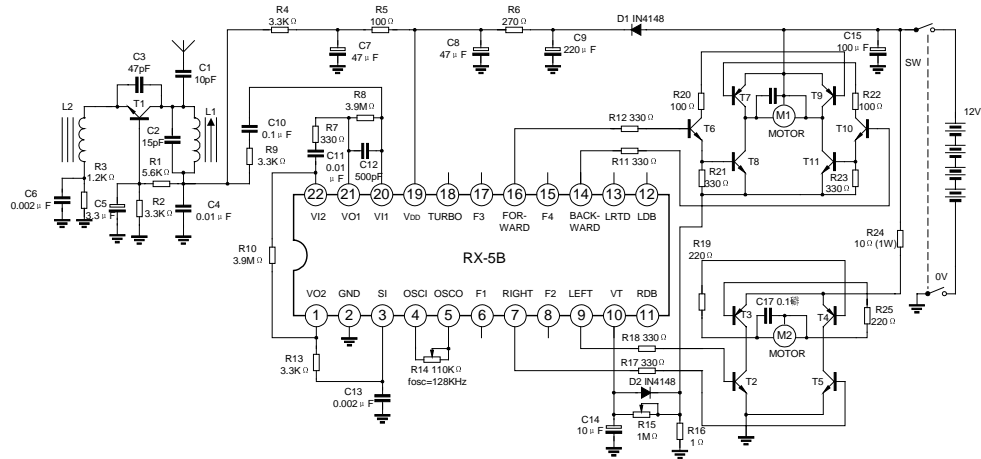 R4
3.3KΩ
R5
100Ω
R6
270Ω
D1 IN4148
C7
47μF
C8
47μF
C9
220μF
C15
100μF
SW
12V
0V
C3
47pF
C1
10pF
T1
L2
L1
C2
15pF
R3
1.2KΩ
R1
5.6KΩ
R2
3.3KΩ
C6
0.002μF
C5
3.3μF
C4
0.01μF
C10
0.1μF
R9
3.3KΩ
R7
330Ω
R8
3.9MΩ
C11
0.01
μF
C12
500pF
R10
3.9MΩ
R12 330Ω
R11 330Ω
R20
100Ω
T6
T7
T9
M1
MOTOR
R22
100Ω
T10
T8
T11
R21
330Ω
R23
330Ω
R24
10Ω(1W)
22 21 20 19 18 17 16 15 14 13 12
VI2 VO1 VI1 VDD TURBO F3 FOR-WARD F4 BACK-WARD LRTD LDB
RX-5B
VO2 GND SI OSCI OSCO F1 RIGHT F2 LEFT VT RDB
1 2 3 4 5 6 7 8 9 10 11
R13
3.3KΩ
C13
0.002μF
R14 110KΩ
fosc=128KHz
R18 330Ω
R17 330Ω
D2 IN4148
C14
10μF
R15
1MΩ
R16
1Ω
R19
220Ω
C17 0.1
T3
T4
M2
MOTOR
R25
220Ω
T2
T5